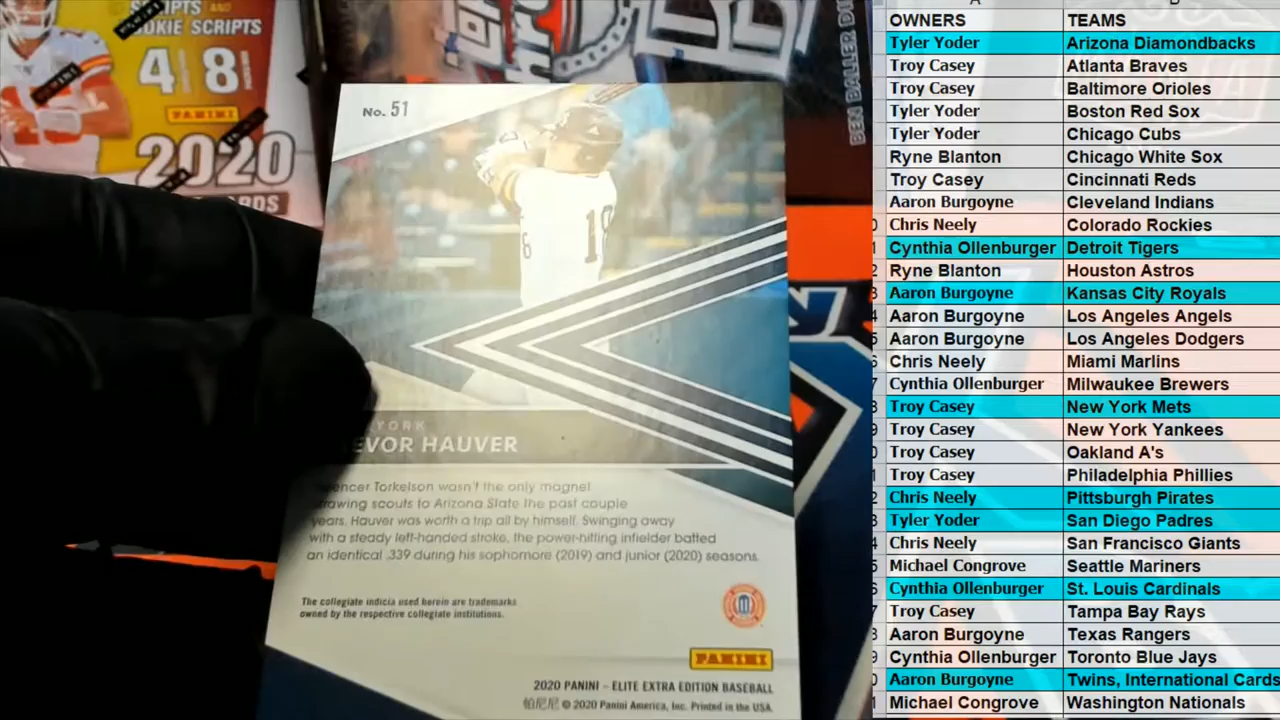 SCRIPTS AND
ROOKIE SCRIPTS
4 8
PANINI
2020
CARDS
BEN BALLER
No. 51
18
YORK
EVOR HAUVER
encer Torkelson wasn't the only magnet
drawing scouts to Arizona State the past couple
years. Hauver was worth a trip all by himself. Swinging away
with a steady left-handed stroke, the power-hitting infielder batted
an identical .339 during his sophomore (2019) and junior (2020) seasons.
The collegiate indicia used herein are trademarks
owned by the respective collegiate institutions.
PANINI
2020 PANINI – ELITE EXTRA EDITION BASEBALL
© 2020 Panini America, Inc. Printed in the USA.
OWNERS TEAMS
Tyler Yoder Arizona Diamondbacks
Troy Casey Atlanta Braves
Troy Casey Baltimore Orioles
Tyler Yoder Boston Red Sox
Tyler Yoder Chicago Cubs
Ryne Blanton Chicago White Sox
Troy Casey Cincinnati Reds
Aaron Burgoyne Cleveland Indians
Chris Neely Colorado Rockies
Cynthia Ollenburger Detroit Tigers
Ryne Blanton Houston Astros
Aaron Burgoyne Kansas City Royals
Aaron Burgoyne Los Angeles Angels
Aaron Burgoyne Los Angeles Dodgers
Chris Neely Miami Marlins
Cynthia Ollenburger Milwaukee Brewers
Troy Casey New York Mets
Troy Casey New York Yankees
Troy Casey Oakland A's
Troy Casey Philadelphia Phillies
Chris Neely Pittsburgh Pirates
Tyler Yoder San Diego Padres
Chris Neely San Francisco Giants
Michael Congrove Seattle Mariners
Cynthia Ollenburger St. Louis Cardinals
Troy Casey Tampa Bay Rays
Aaron Burgoyne Texas Rangers
Cynthia Ollenburger Toronto Blue Jays
Aaron Burgoyne Twins, International Cards
Michael Congrove Washington Nationals